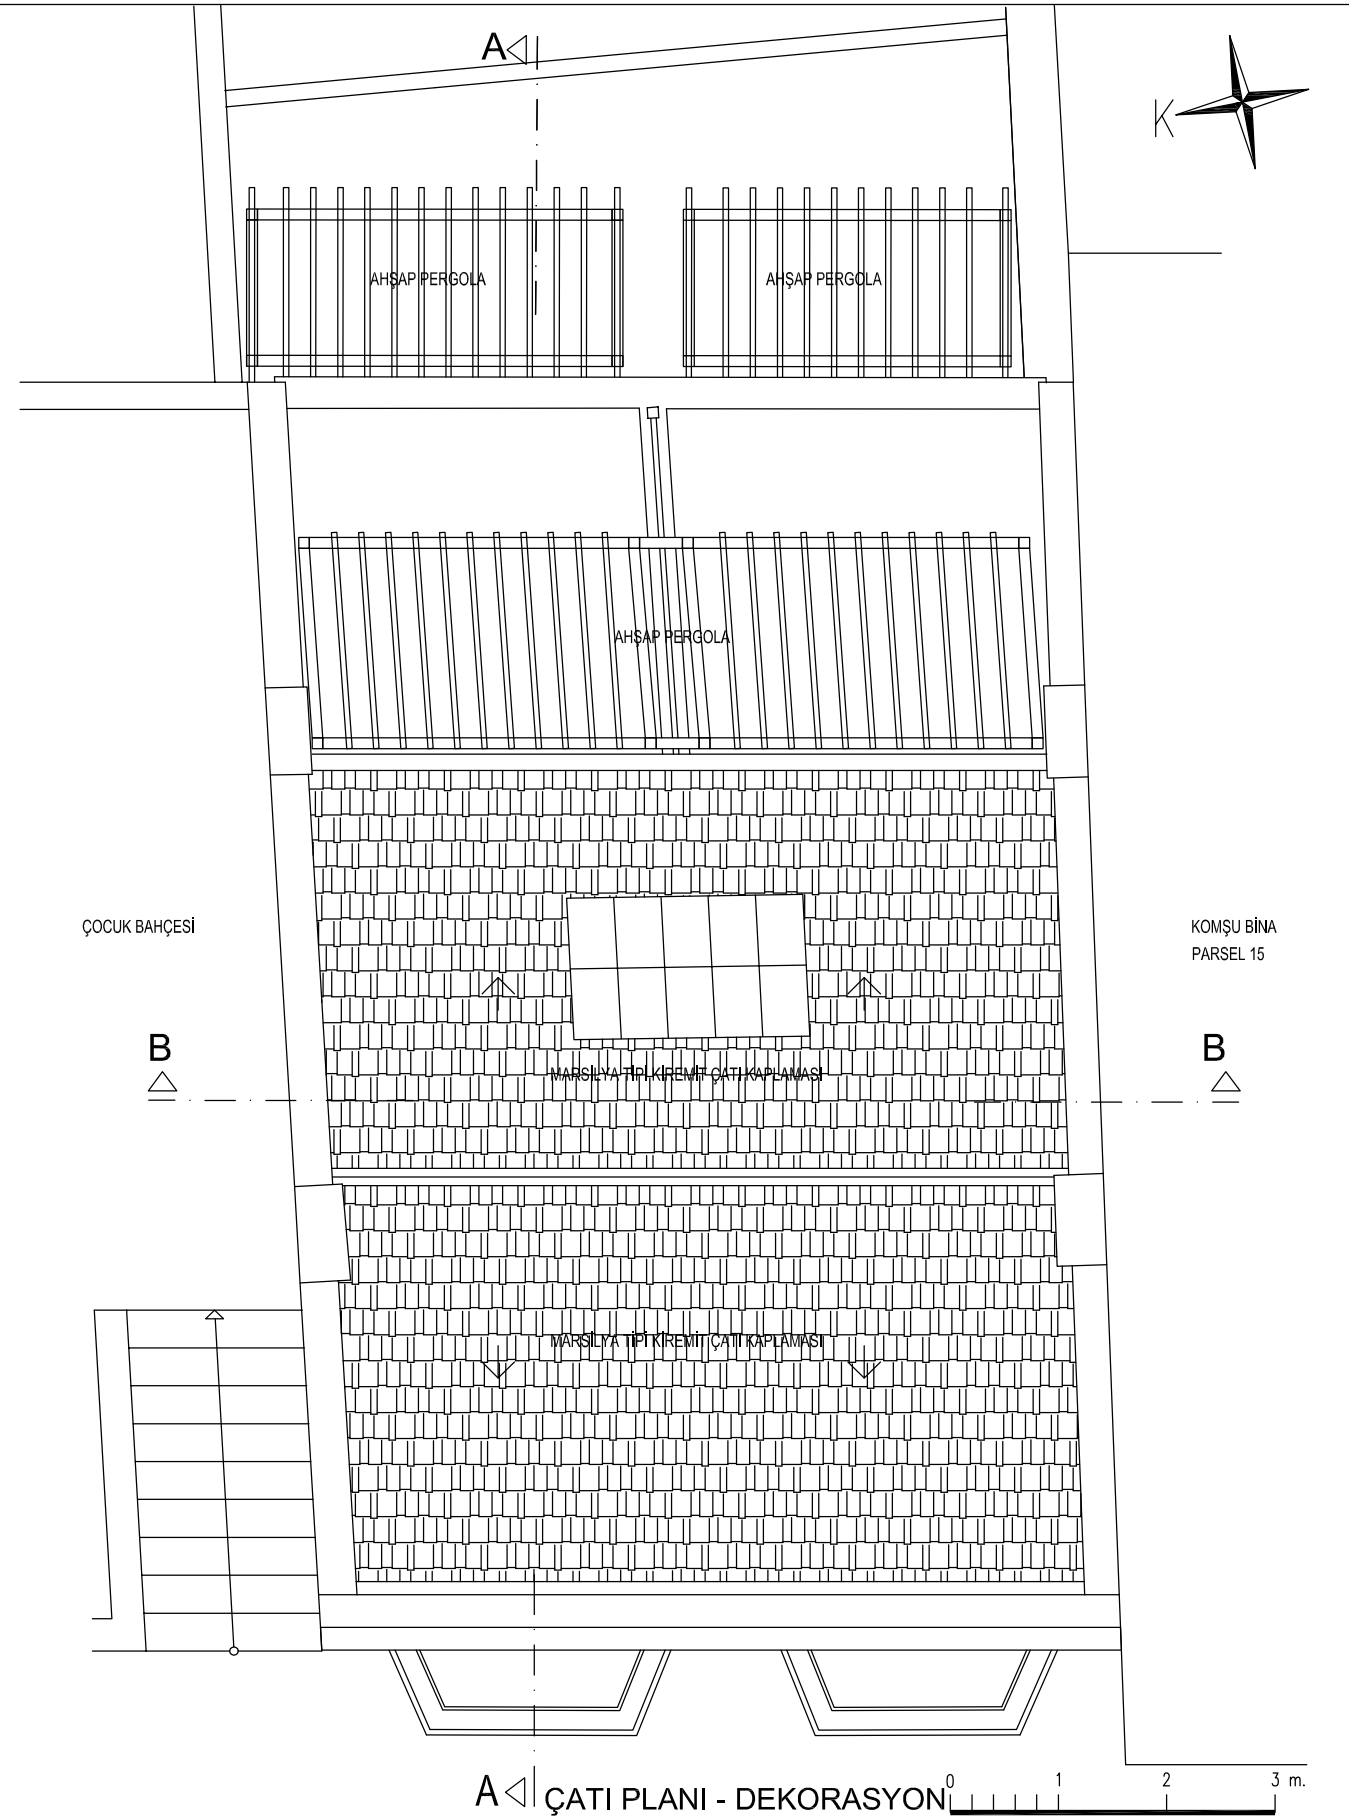 A
K
AHŞAP PERGOLA
AHŞAP PERGOLA
AHŞAP PERGOLA
ÇOCUK BAHÇESİ
KOMŞU BİNA
PARSEL 15
B
B
MARSİLYA TİPİ KİREMİT ÇATI KAPLAMASI
MARSİLYA TİPİ KİREMİT ÇATI KAPLAMASI
A
ÇATI PLANI - DEKORASYON
0 1 2 3 m.